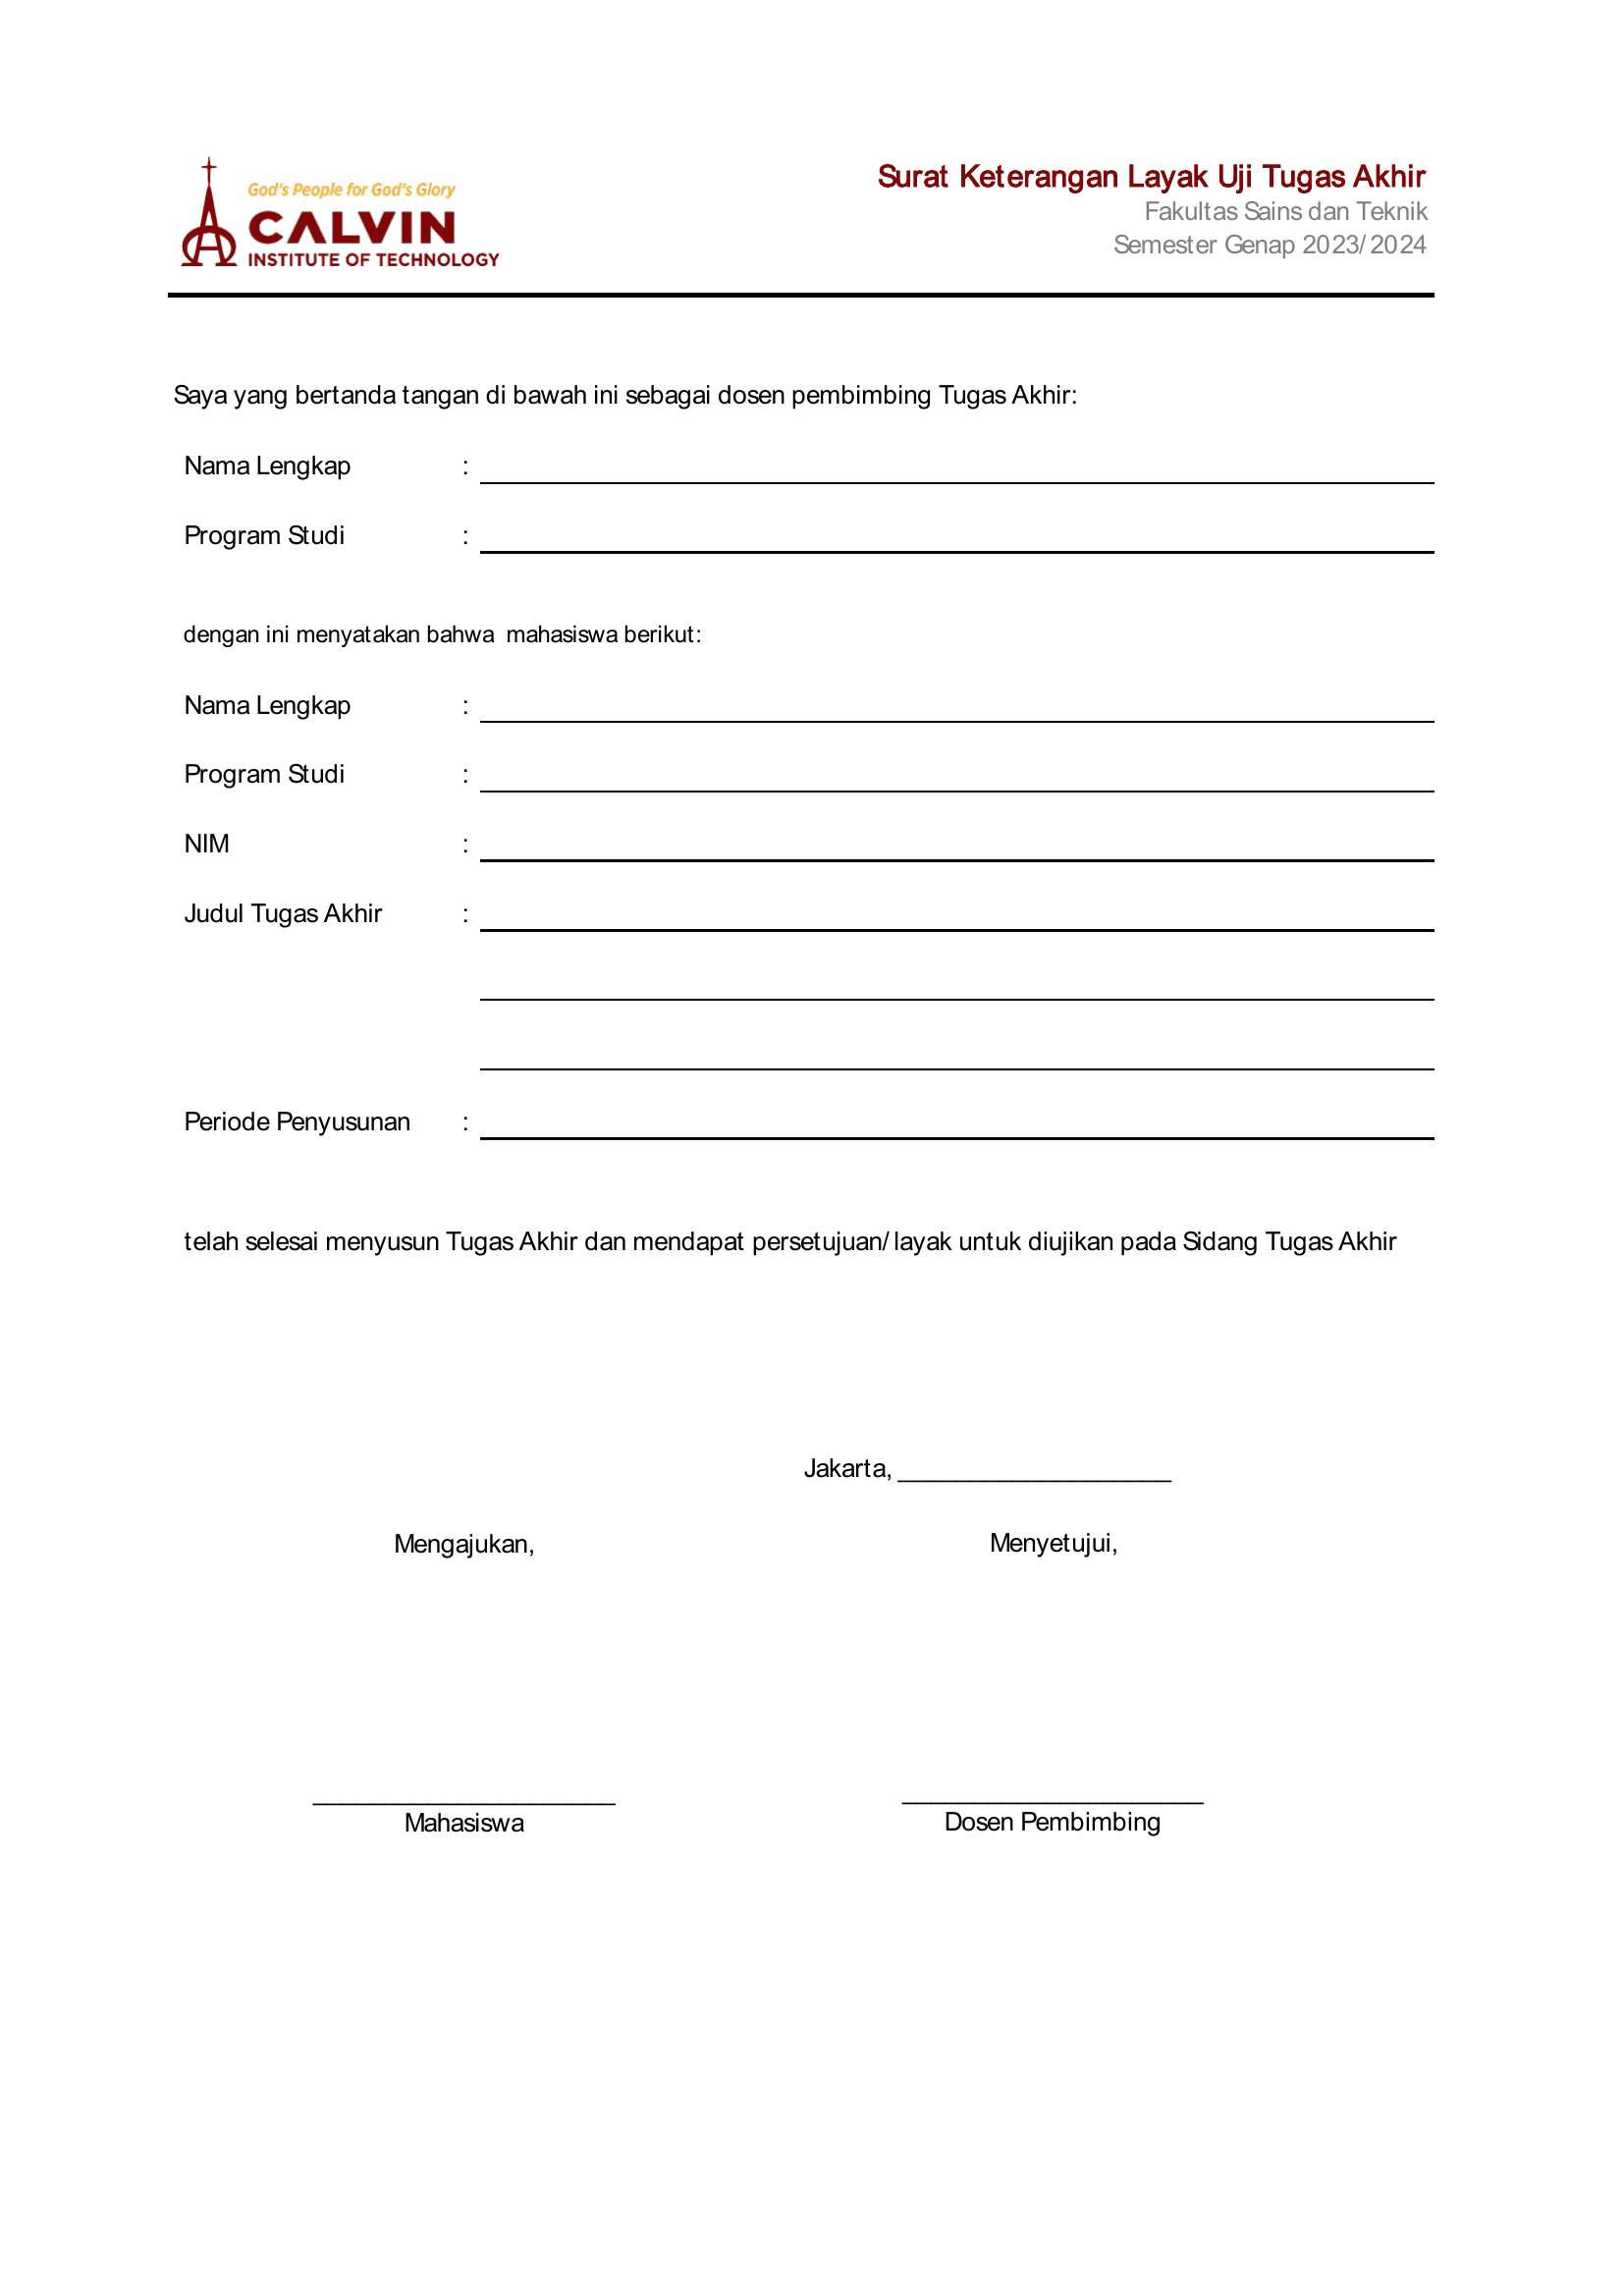 God's People for God's Glory
CALVIN
INSTITUTE OF TECHNOLOGY
Surat Keterangan Layak Uji Tugas Akhir
Fakultas Sains dan Teknik
Semester Genap 2023/2024
Saya yang bertanda tangan di bawah ini sebagai dosen pembimbing Tugas Akhir:
Nama Lengkap :
Program Studi :
dengan ini menyatakan bahwa mahasiswa berikut:
Nama Lengkap :
Program Studi :
NIM :
Judul Tugas Akhir :
Periode Penyusunan :
telah selesai menyusun Tugas Akhir dan mendapat persetujuan/layak untuk diujikan pada Sidang Tugas Akhir
Jakarta, ____________________
Mengajukan,
Menyetujui,
Mahasiswa
Dosen Pembimbing